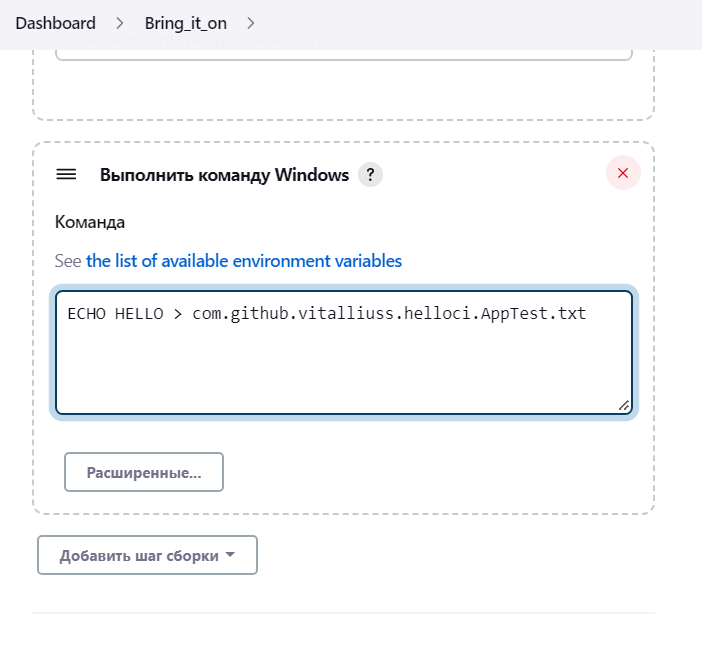 Dashboard > Bring_it_on >
Выполнить команду Windows ?
Команда
See the list of available environment variables
ECHO HELLO > com.github.vitalliuss.helloci.AppTest.txt
Расширенные...
Добавить шаг сборки